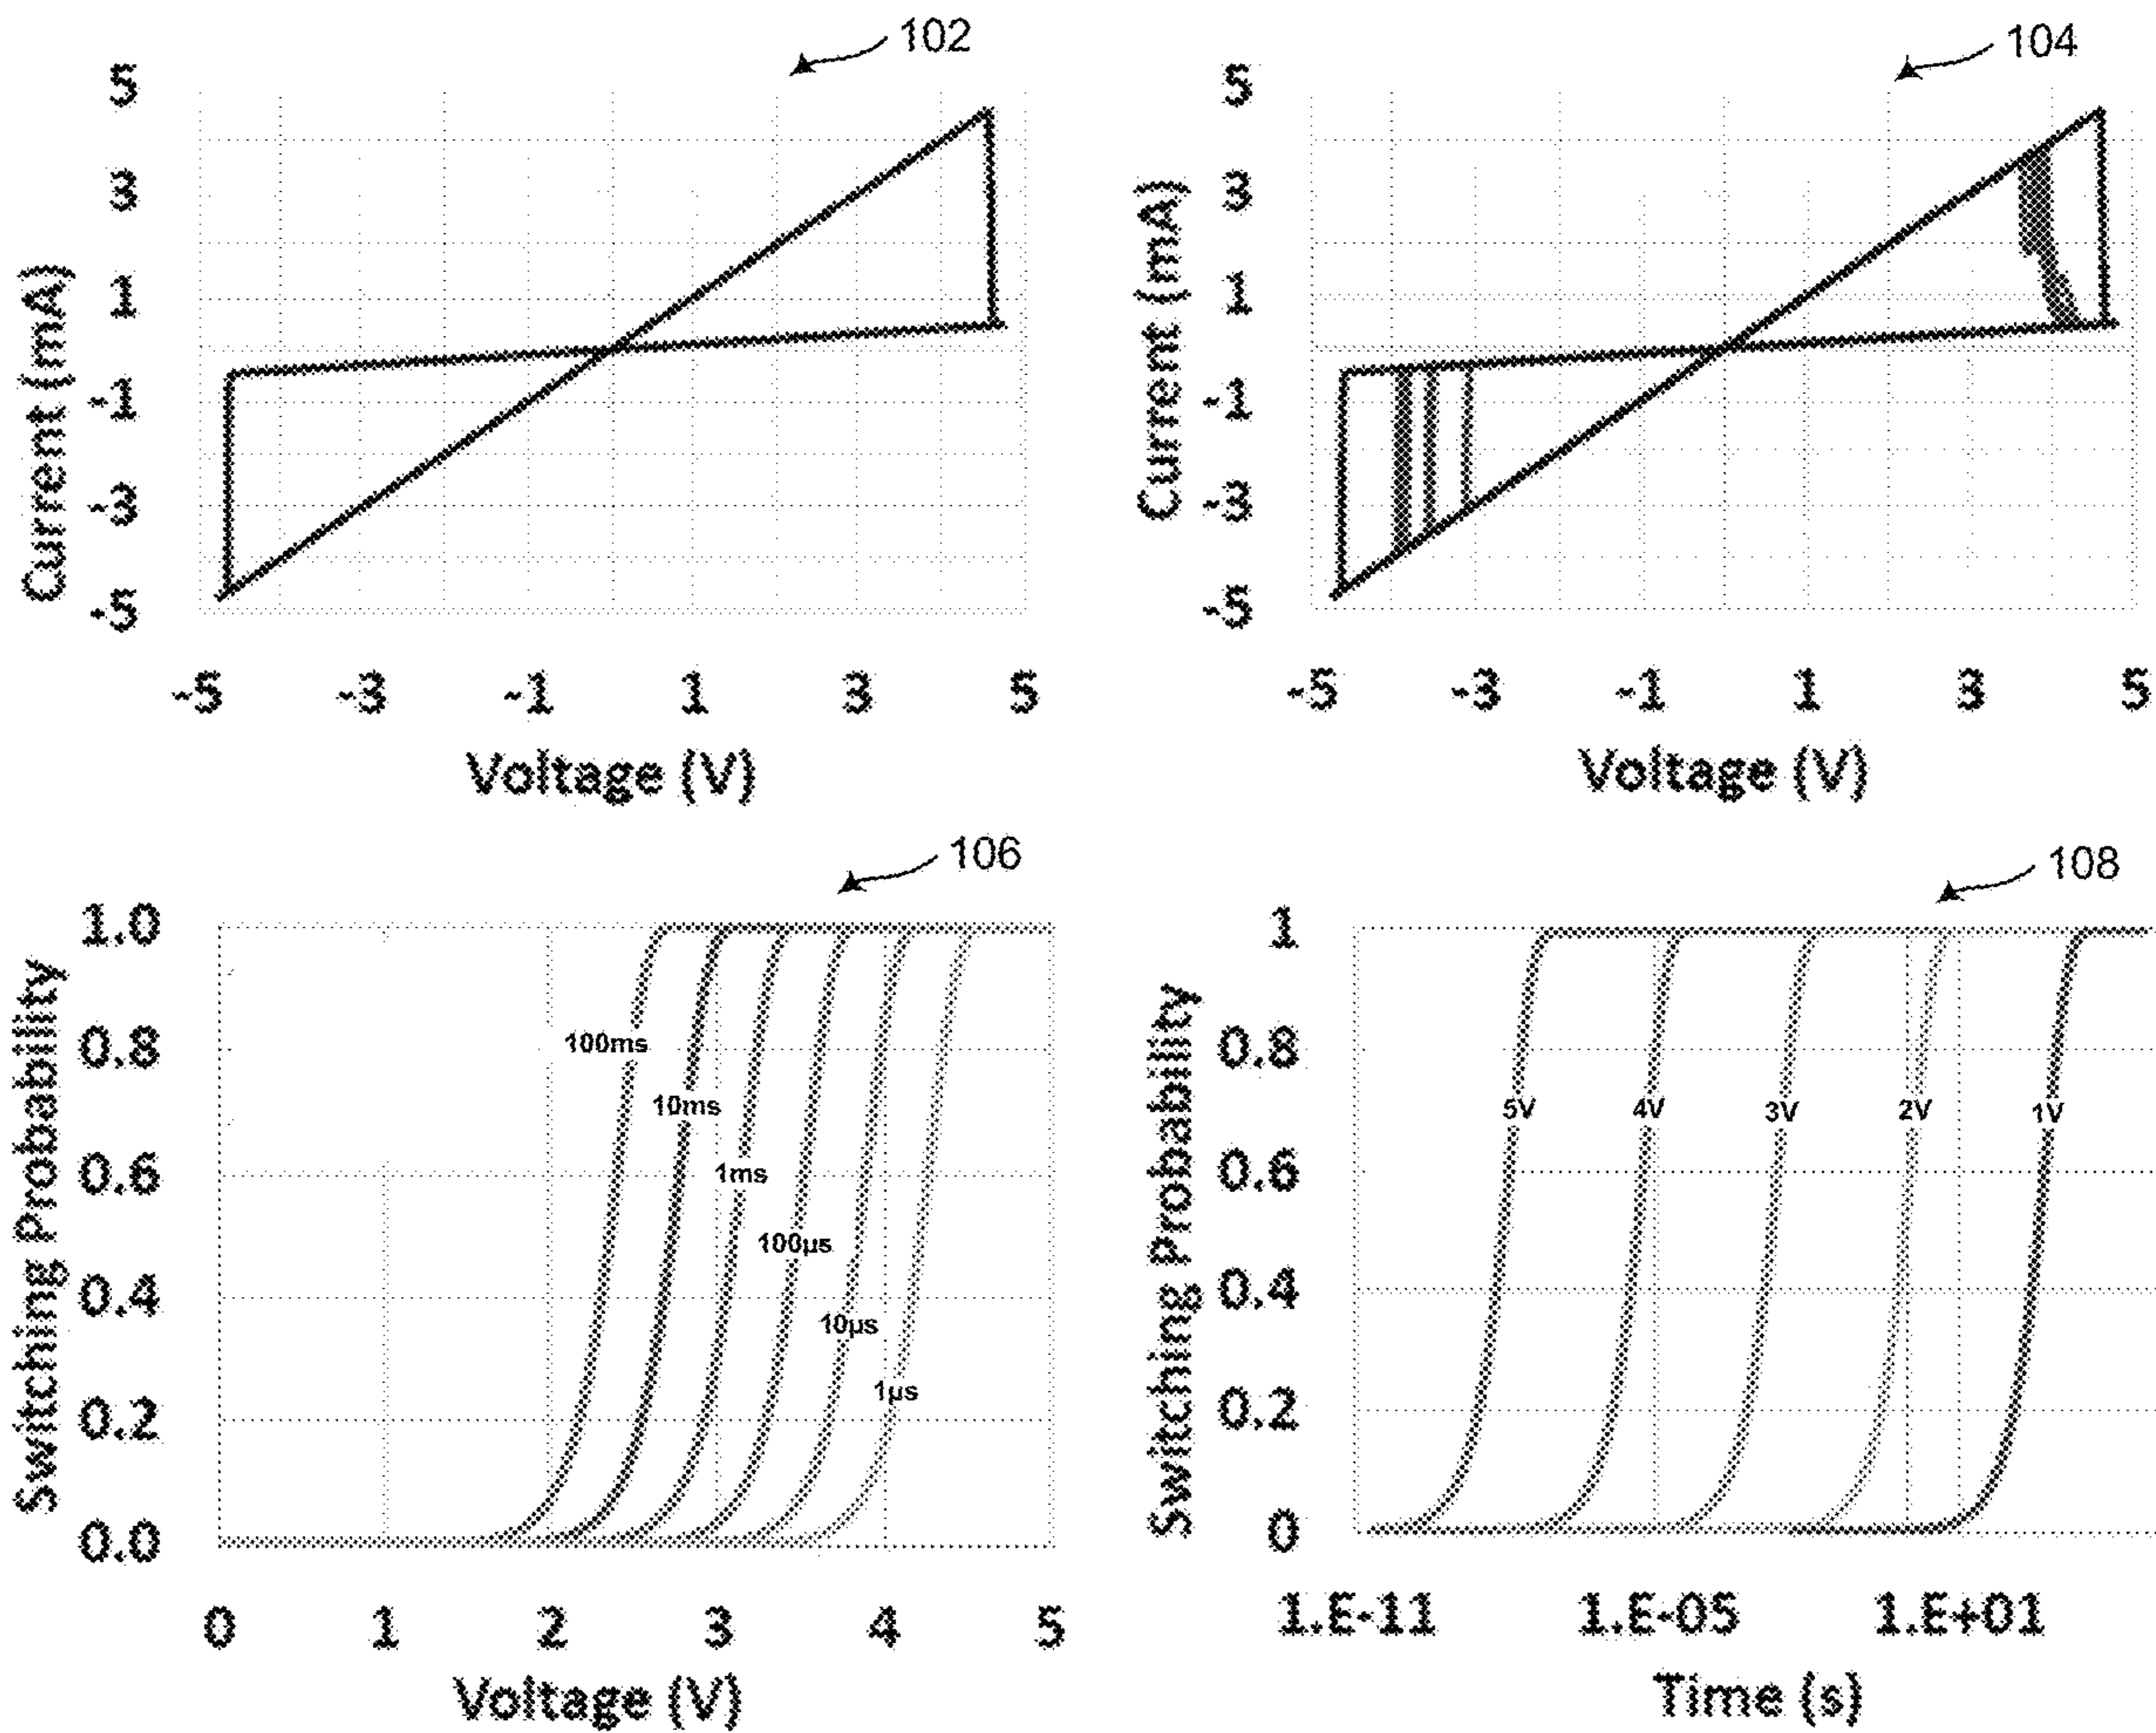 102
5
3
1
-1
-3
-5
Current (mA)
-5 -3 -1 1 3 5
Voltage (V)
104
5
3
1
-1
-3
-5
Current (mA)
-5 -3 -1 1 3 5
Voltage (V)
106
1.0
0.8
0.6
0.4
0.2
0.0
Switching Probability
100ms
10ms
1ms
100µs
10µs
1µs
0 1 2 3 4 5
Voltage (V)
108
1
0.8
0.6
0.4
0.2
0
Switching Probability
5V 4V 3V 2V 1V
1.E-11 1.E-05 1.E+01
Time (s)